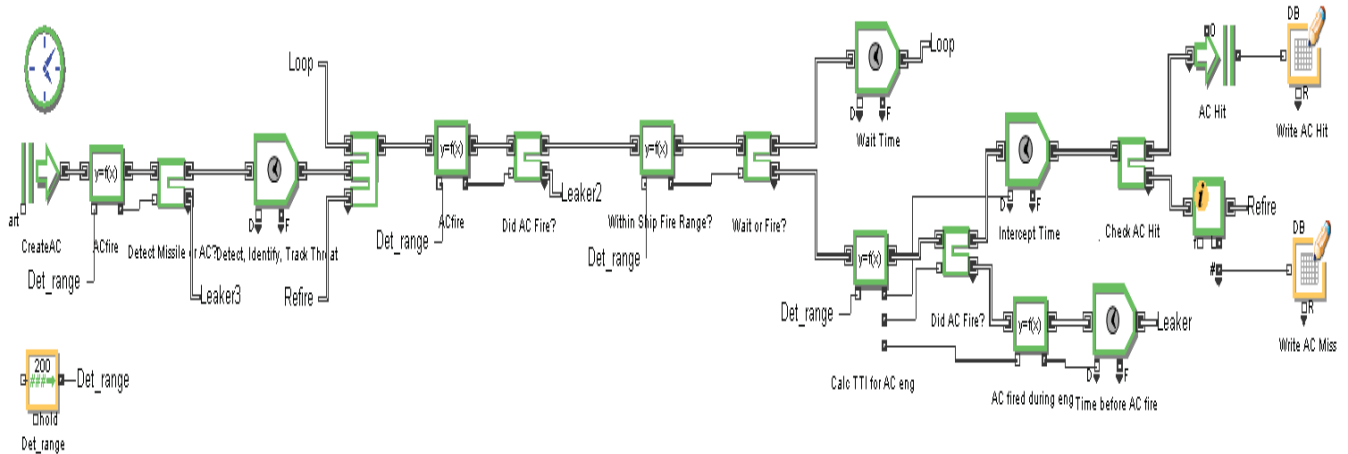 DB
O
Loop
Loop
R
AC Hit
Write AC Hit
D F
Wait Time
y=f(x)
y=f(x)
y=f(x)
D F
art
CreateAC
ACfire
Detect Missile or AC?
Detect, Identify, Track Threat
ACfire
Did AC Fire?
Leaker2
Within Ship Fire Range?
Wait or Fire?
D F
Intercept Time
Check AC Hit
i
Refire
DB
#
R
Write AC Miss
Det_range
Leaker3
Refire
Det_range
Det_range
y=f(x)
Det_range
Did AC Fire?
y=f(x)
Leaker
D F
Calc TTI for AC eng
AC fired during eng
Time before AC fire
200
###
Det_range
hold
Det_range